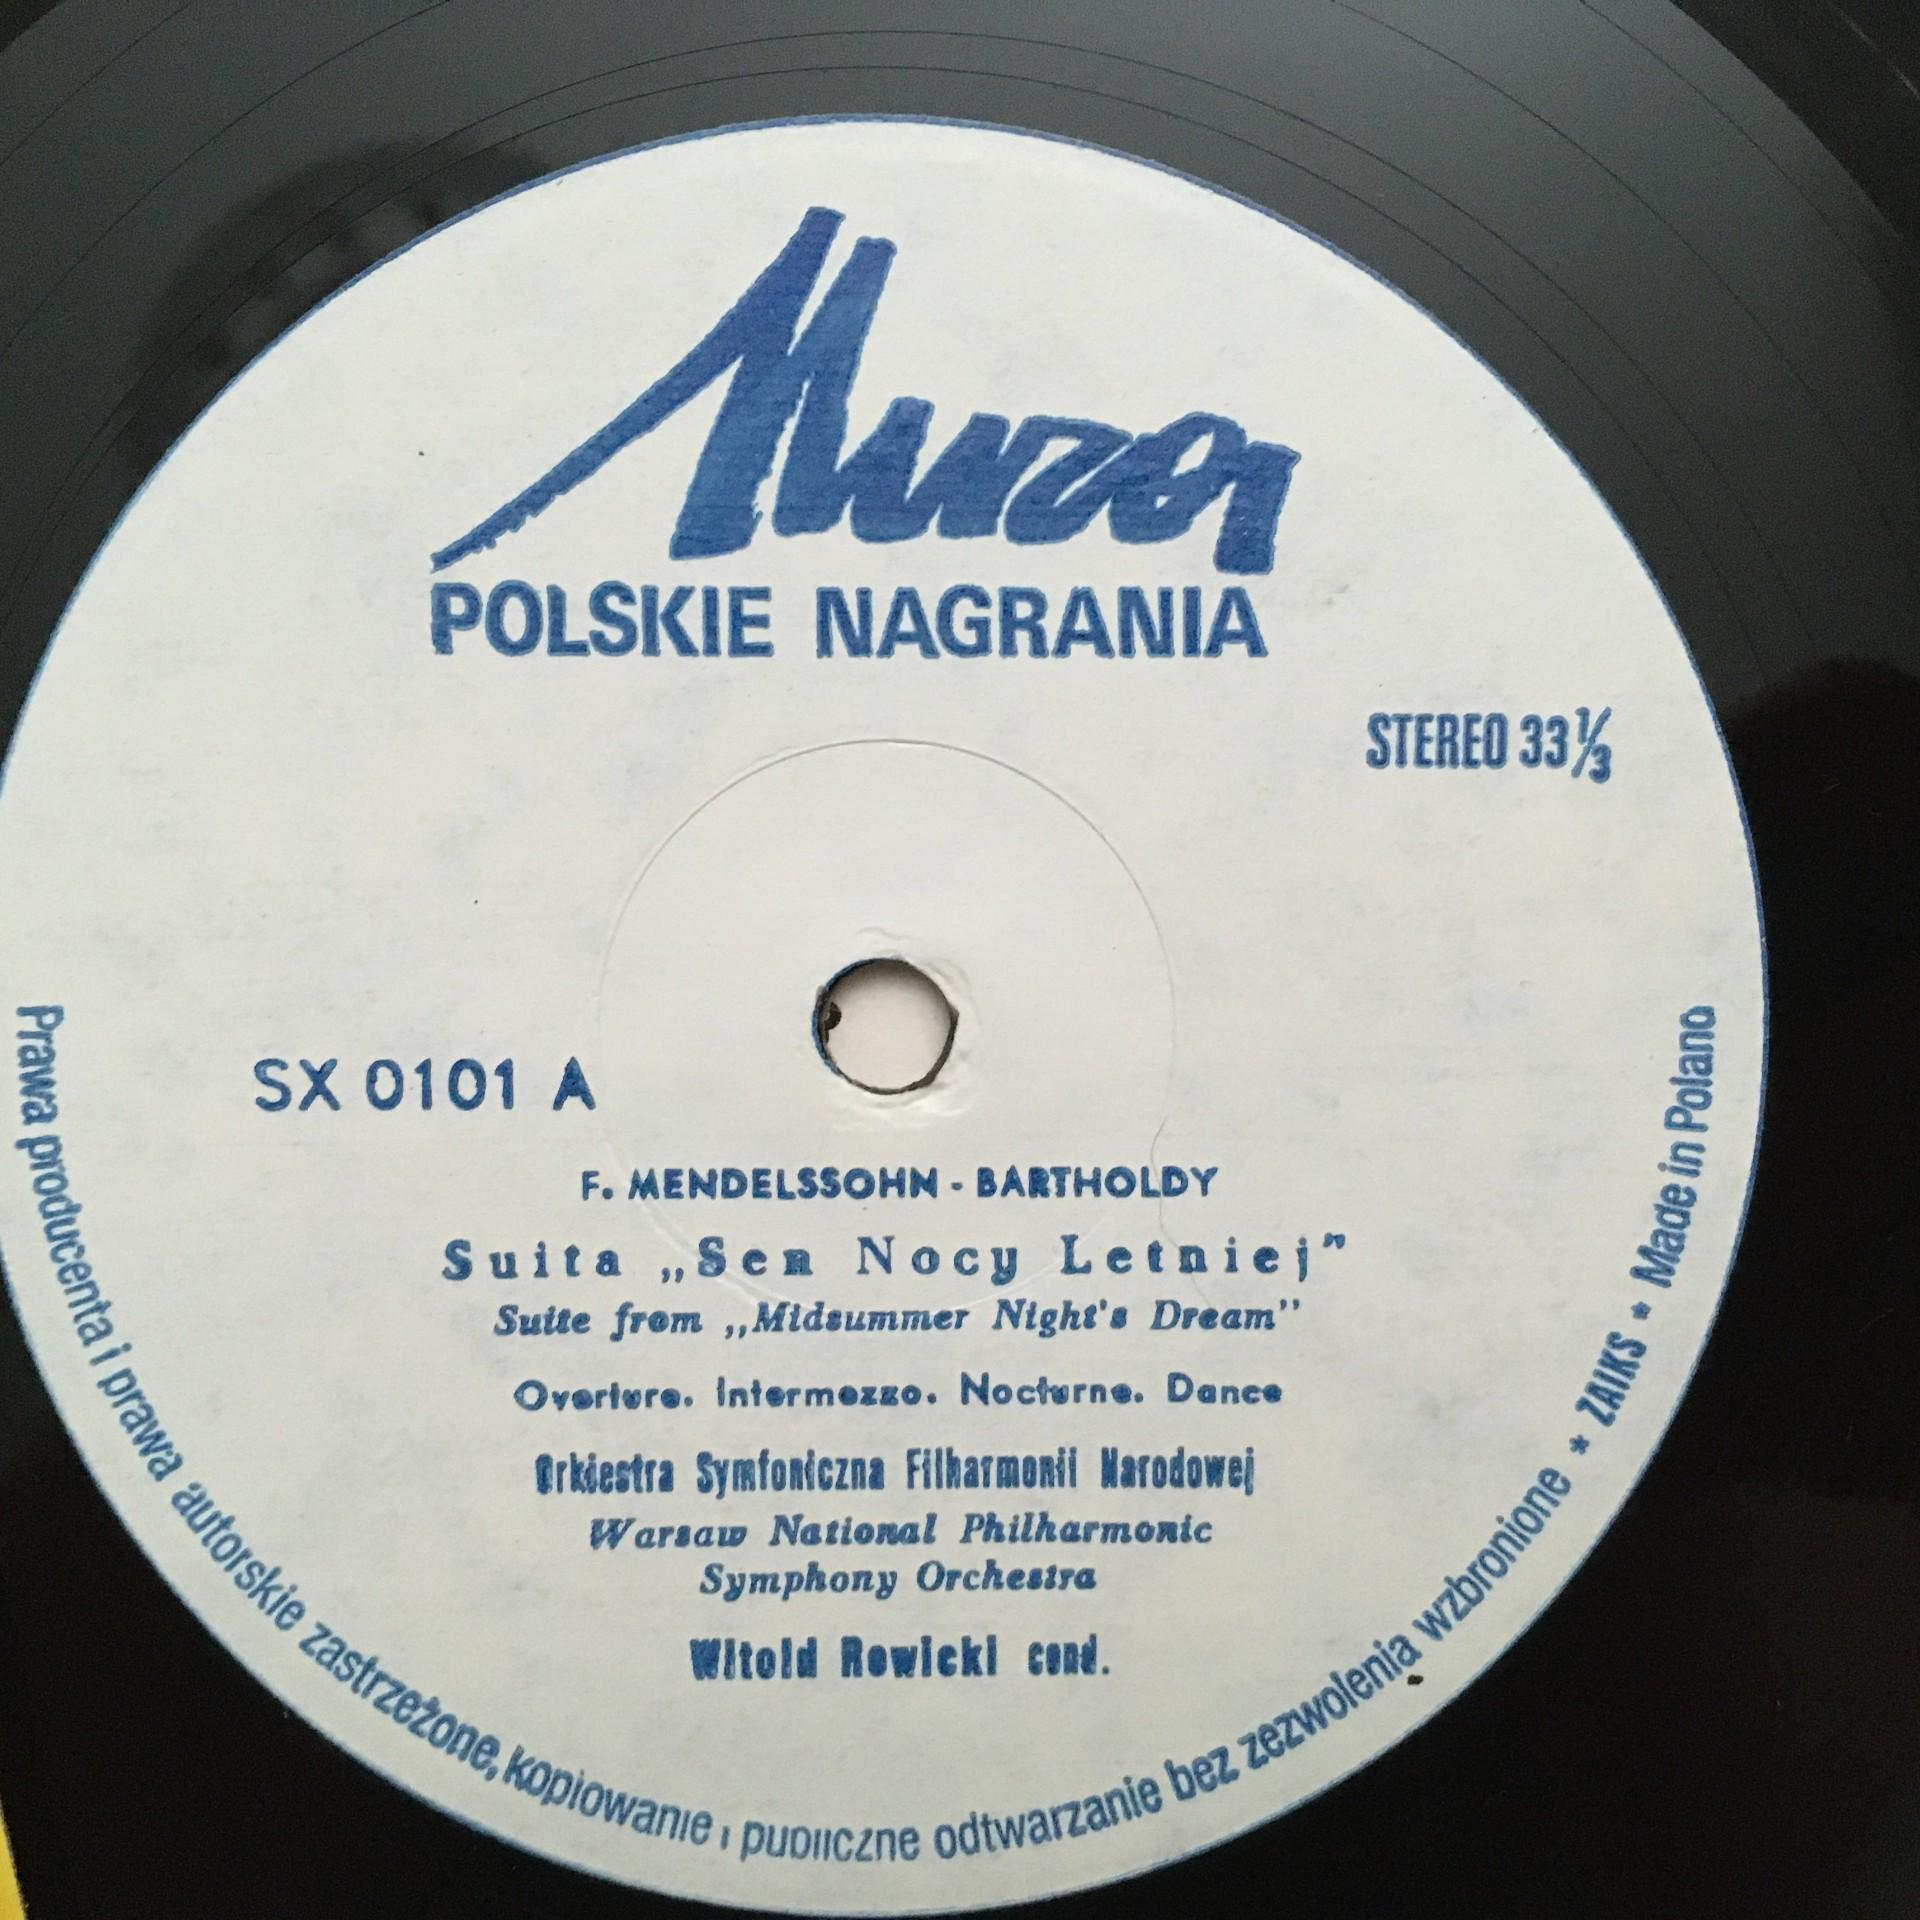 Muza
POLSKIE NAGRANIA
STEREO 33⅓
SX 0101 A
F. MENDELSSOHN - BARTHOLDY
Suita „Sen Nocy Letniej”
Suite from „Midsummer Night's Dream”
Overture. Intermezzo. Nocturne. Dance
Orkiestra Symfoniczna Filharmonii Narodowej
Warsaw National Philharmonic
Symphony Orchestra
Witold Rowicki cond.
Prawa producenta i prawa autorskie zastrzeżone, kopiowanie i publiczne odtwarzanie bez zezwolenia wzbronione * ZAIKS * Made in Poland